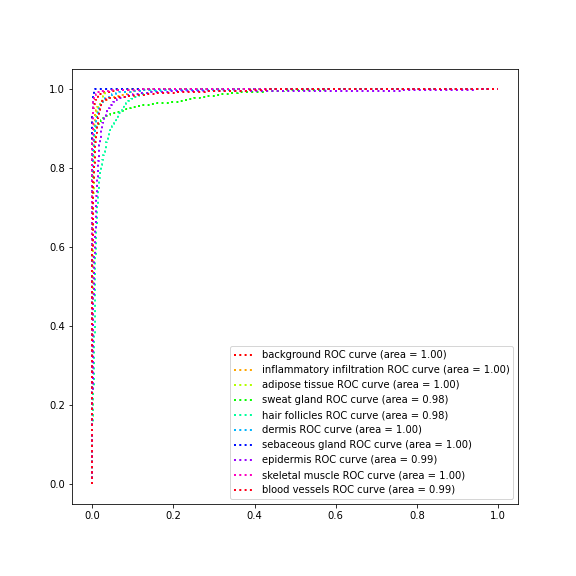 1.0
0.8
0.6
0.4
0.2
0.0
background ROC curve (area = 1.00)
inflammatory infiltration ROC curve (area = 1.00)
adipose tissue ROC curve (area = 1.00)
sweat gland ROC curve (area = 0.98)
hair follicles ROC curve (area = 0.98)
dermis ROC curve (area = 1.00)
sebaceous gland ROC curve (area = 1.00)
epidermis ROC curve (area = 0.99)
skeletal muscle ROC curve (area = 1.00)
blood vessels ROC curve (area = 0.99)
0.0 0.2 0.4 0.6 0.8 1.0